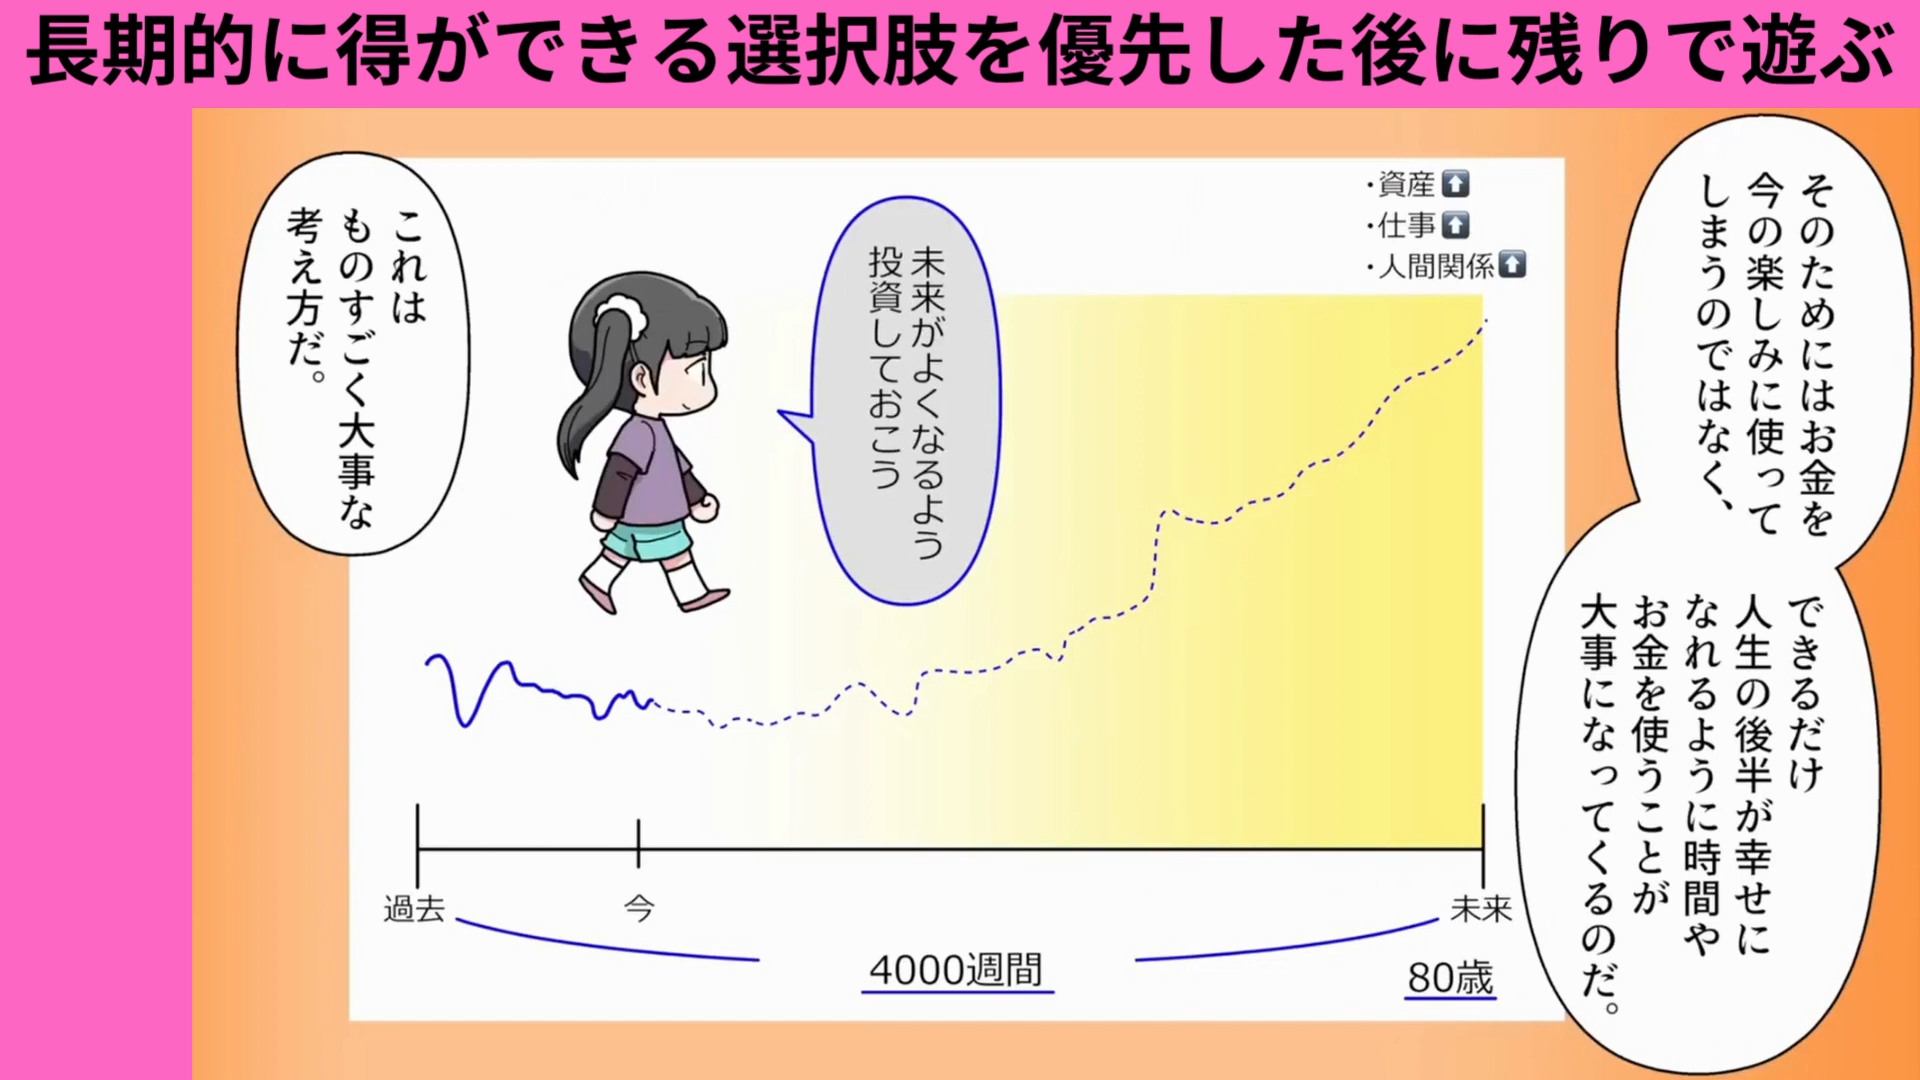 長期的に得ができる選択肢を優先した後に残りで遊ぶ
そのためにはお金を
今の楽しみに使って
しまうのではなく、
できるだけ
人生の後半が幸せに
なれるように時間や
お金を使うことが
大事になってくるのだ。
・資産⬆
・仕事⬆
・人間関係⬆
未来がよくなるよう
投資しておこう
これは
ものすごく大事な
考え方だ。
過去
今
未来
4000週間
80歳